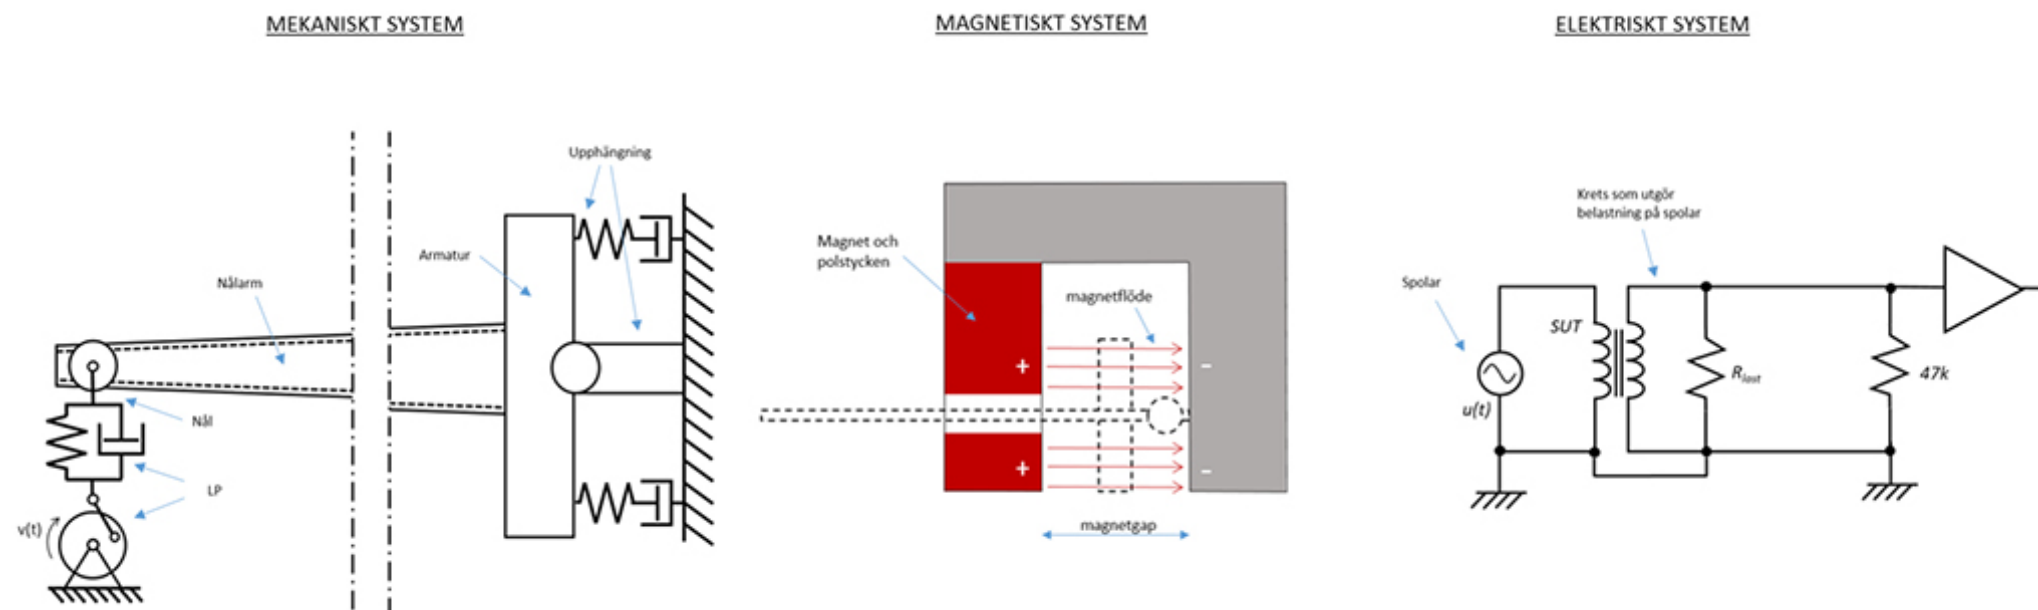 MEKANISKT SYSTEM
Upphängning
Armatur
Nålarm
Nål
LP
v(t)
MAGNETISKT SYSTEM
Magnet och
polstycken
magnetflöde
+
–
+
–
magnetgap
ELEKTRISKT SYSTEM
Krets som utgör
belastning på spolar
Spolar
SUT
u(t)
Rlast
47k